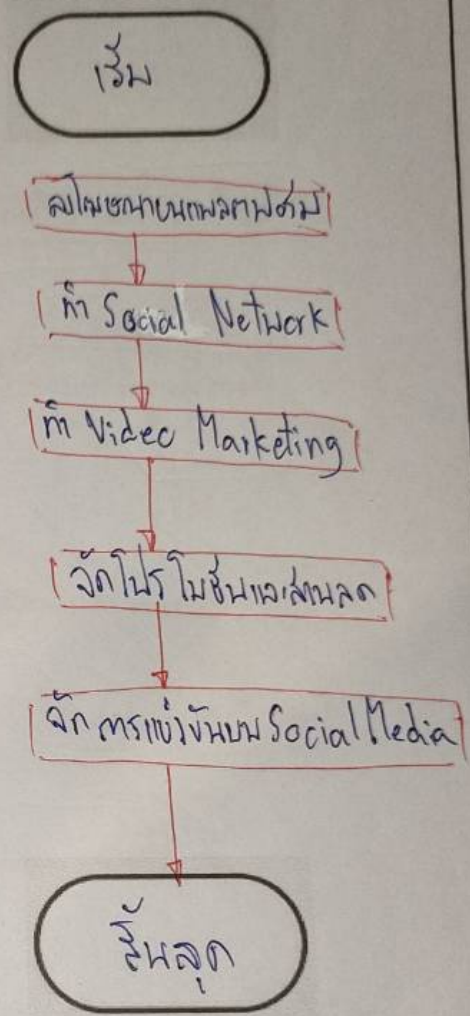 เริ่ม
ลงโฆษณาบนแพลตฟอร์ม
ทำ Social Network
ทำ Video Marketing
จัดโปรโมชั่นและส่วนลด
จัดการแข่งขันบน Social Media
สิ้นสุด